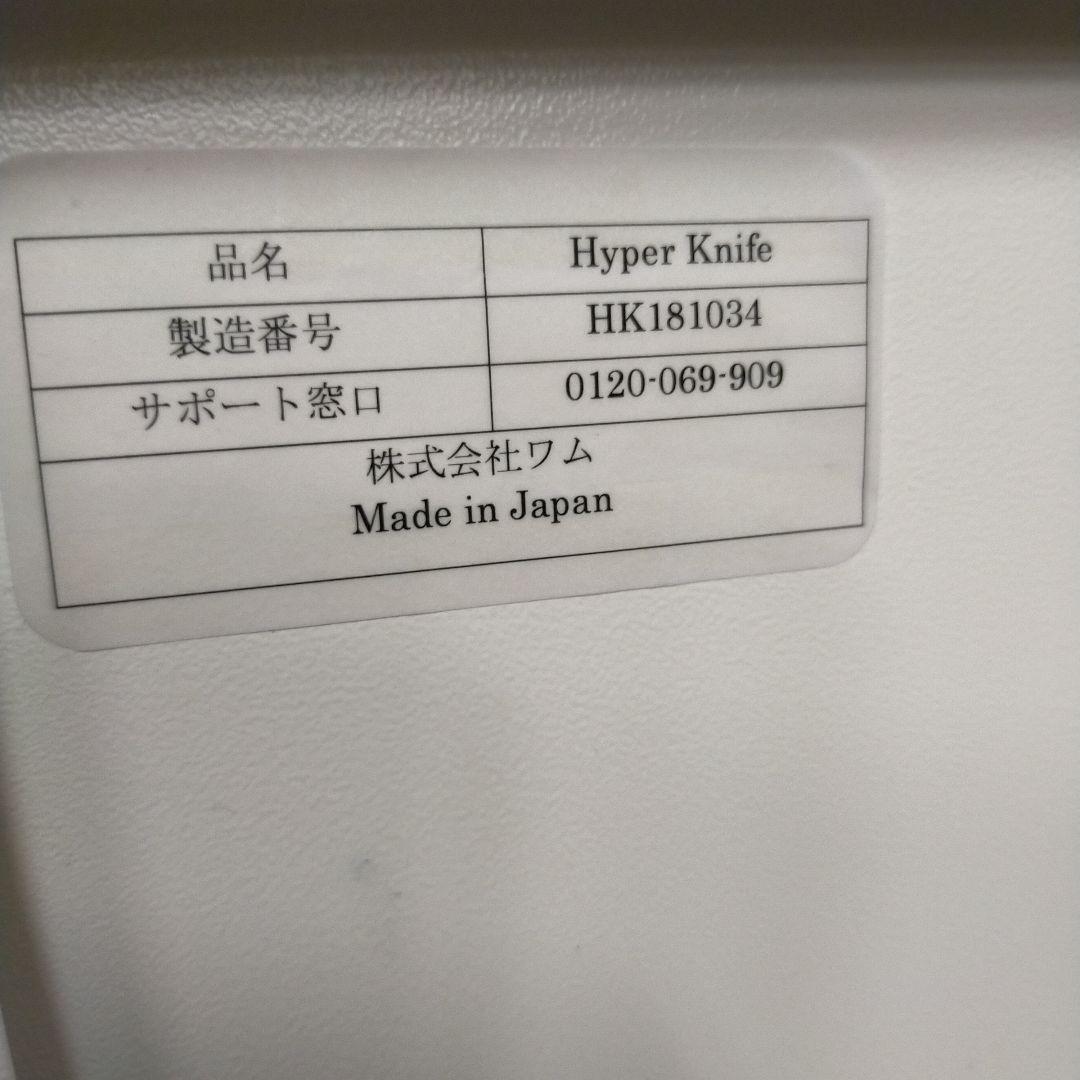 品名 Hyper Knife
製造番号 HK181034
サポート窓口 0120-069-909
株式会社ワム
Made in Japan